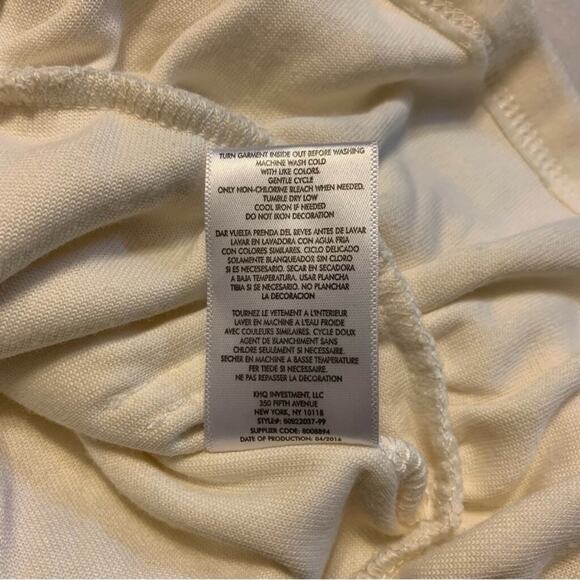 TURN GARMENT INSIDE OUT BEFORE WASHING
MACHINE WASH COLD
WITH LIKE COLORS.
GENTLE CYCLE
ONLY NON-CHLORINE BLEACH WHEN NEEDED.
TUMBLE DRY LOW
COOL IRON IF NEEDED
DO NOT IRON DECORATION
DAR VUELTA PRENDA DEL REVES ANTES DE LAVAR
LAVAR EN LAVADORA CON AGUA FRIA
CON COLORES SIMILARES. CICLO DELICADO
SOLAMENTE BLANQUEADOR SIN CLORO
SI ES NECESESARIO. SECAR EN SECADORA
A BAJA TEMPERATURA. USAR PLANCHA
TIBIA SI SE NECESARIO. NO PLANCHAR
LA DECORACION
TOURNEZ LE VETEMENT A L'INTERIEUR
LAVER EN MACHINE A L'EAU FROIDE
AVEC COULEURS SIMILAIRES. CYCLE DOUX
AGENT DE BLANCHIMENT SANS
CHLORE SEULEMENT SI NECESSAIRE.
SECHER EN MACHINE A BASSE TEMPERATURE
FER TIEDE SI NECESSAIRE.
NE PAS REPASSER LA DECORATION
KHQ INVESTMENT, LLC
350 FIFTH AVENUE
NEW YORK, NY 10118
STYLE#: 80822037-99
SUPPLIER CODE: 8008894
DATE OF PRODUCTION: 04/2016